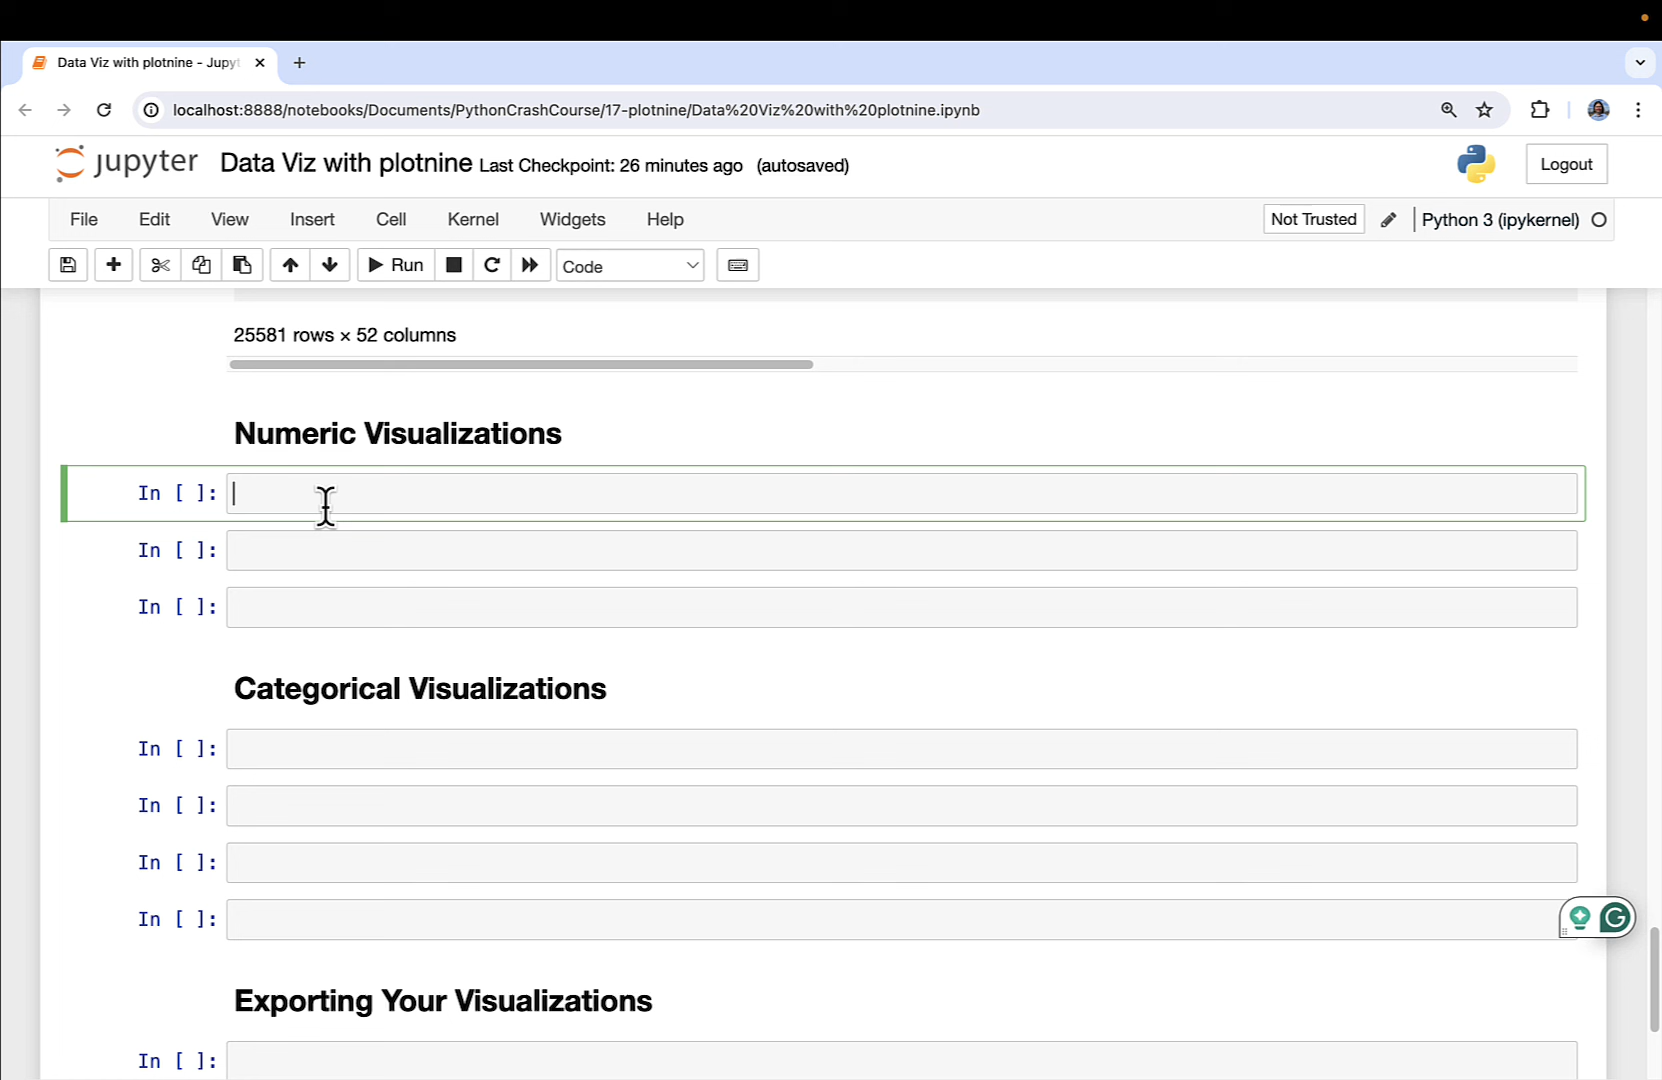 Data Viz with plotnine - Jupyt
localhost:8888/notebooks/Documents/PythonCrashCourse/17-plotnine/Data%20Viz%20with%20plotnine.ipynb
jupyter Data Viz with plotnine Last Checkpoint: 26 minutes ago (autosaved)
Logout
File Edit View Insert Cell Kernel Widgets Help
Not Trusted Python 3 (ipykernel)
Run Code
25581 rows × 52 columns
Numeric Visualizations
In [ ]:
In [ ]:
In [ ]:
Categorical Visualizations
In [ ]:
In [ ]:
In [ ]:
In [ ]:
Exporting Your Visualizations
In [ ]: